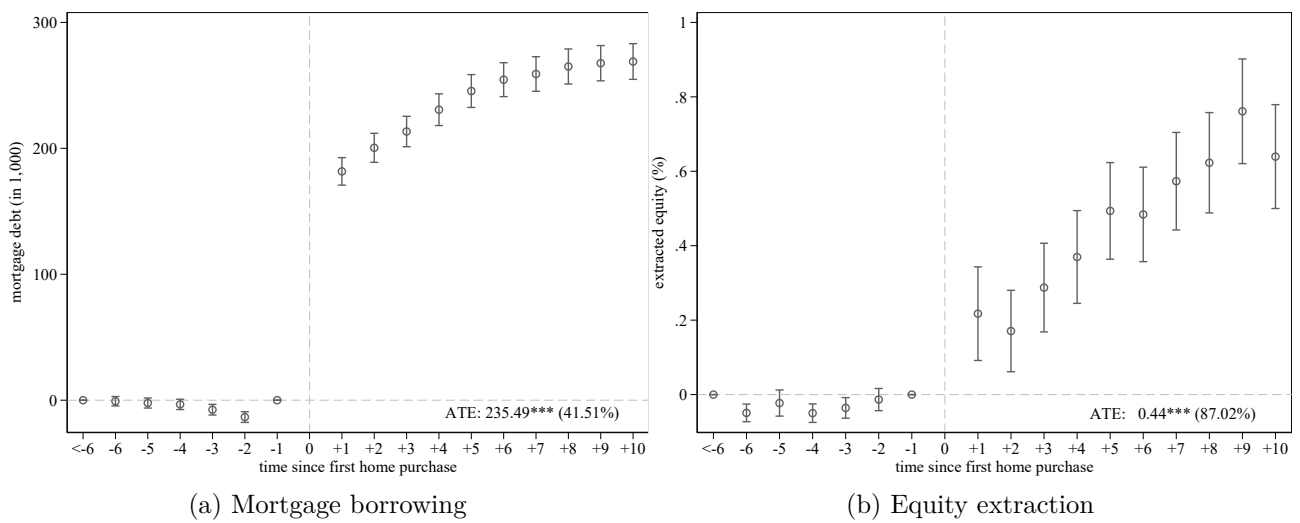 mortgage debt (in 1,000)
300
200
100
0
ATE: 235.49*** (41.51%)
<-6 -6 -5 -4 -3 -2 -1 0 +1 +2 +3 +4 +5 +6 +7 +8 +9 +10
time since first home purchase
(a) Mortgage borrowing
extracted equity (%)
1
.8
.6
.4
.2
0
ATE: 0.44*** (87.02%)
<-6 -6 -5 -4 -3 -2 -1 0 +1 +2 +3 +4 +5 +6 +7 +8 +9 +10
time since first home purchase
(b) Equity extraction